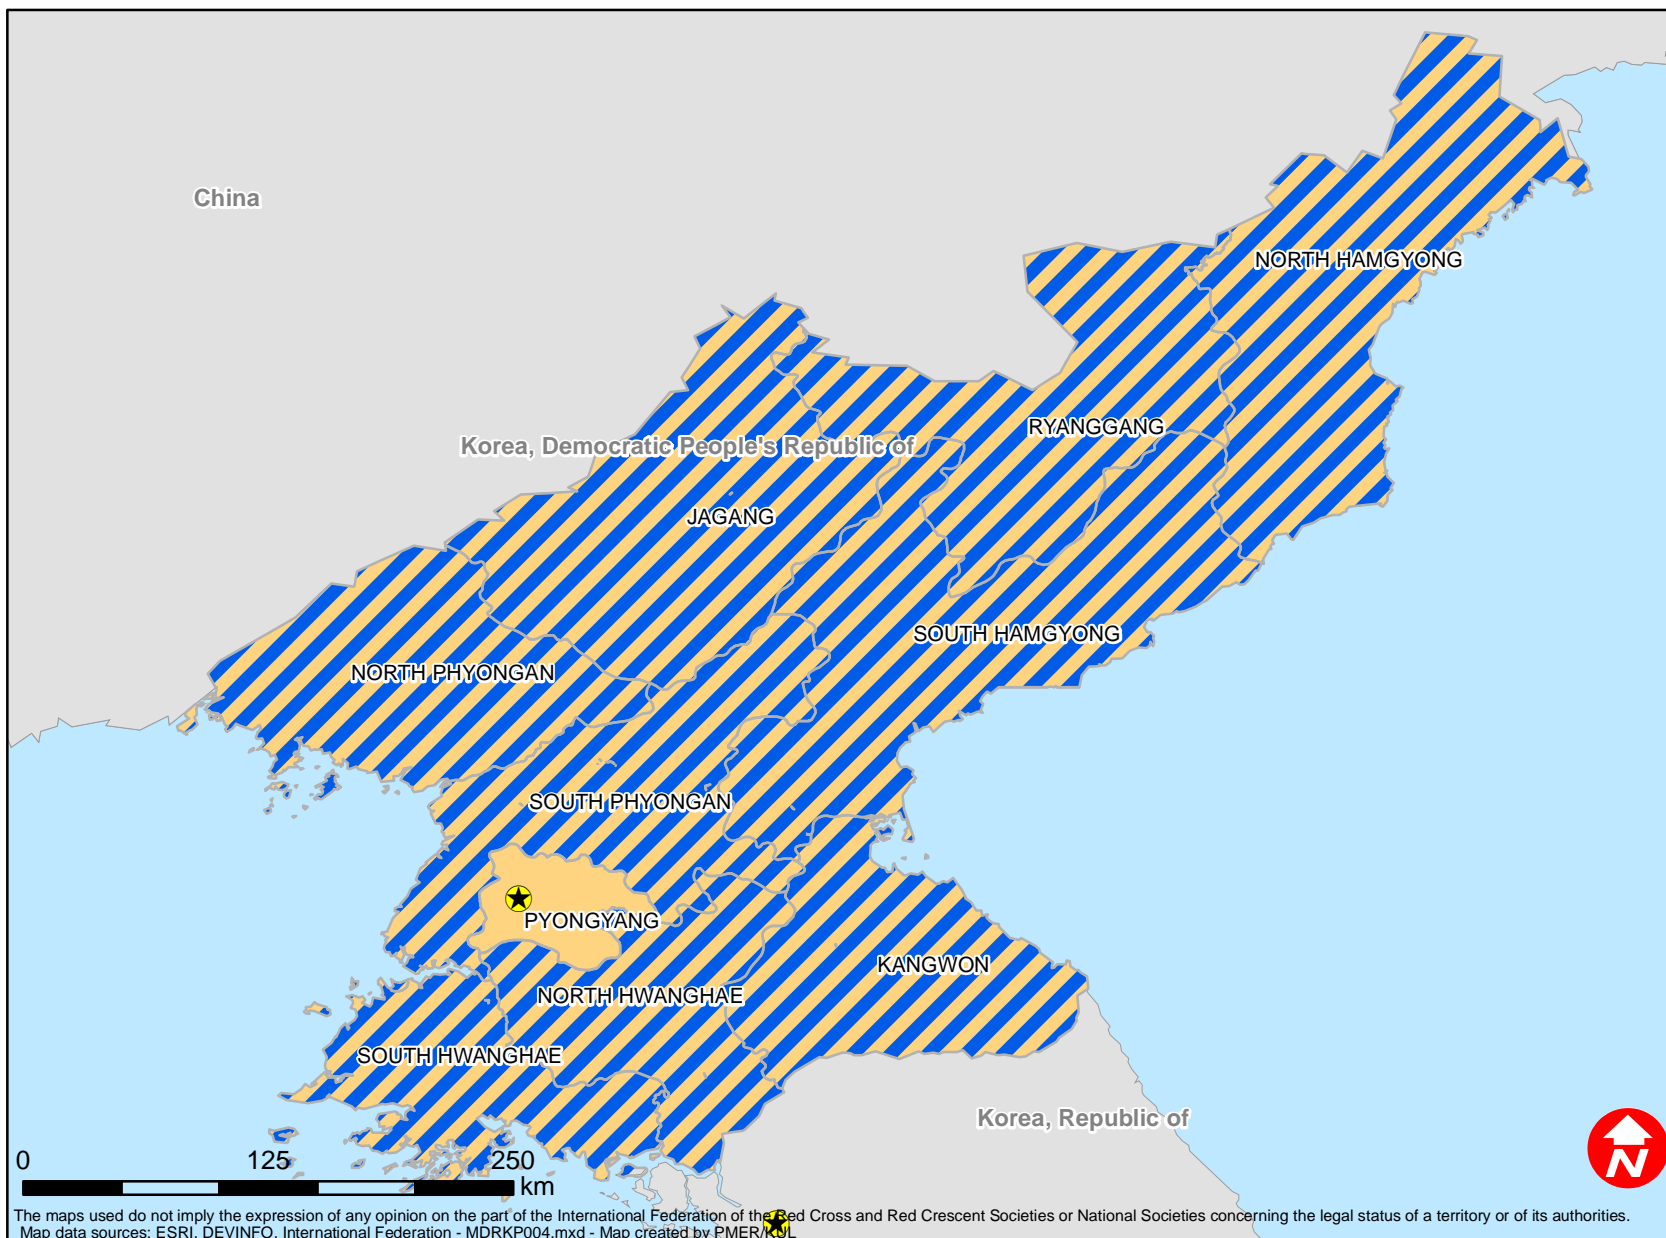 China
NORTH HAMGYONG
RYANGGANG
Korea, Democratic People's Republic of
JAGANG
SOUTH HAMGYONG
NORTH PHYONGAN
SOUTH PHYONGAN
PYONGYANG
KANGWON
NORTH HWANGHAE
SOUTH HWANGHAE
Korea, Republic of
N
0 125 250
km
The maps used do not imply the expression of any opinion on the part of the International Federation of the Red Cross and Red Crescent Societies or National Societies concerning the legal status of a territory or of its authorities.
Map data sources: ESRI, DEVINFO, International Federation - MDRKP004.mxd - Map created by PMER/KUL